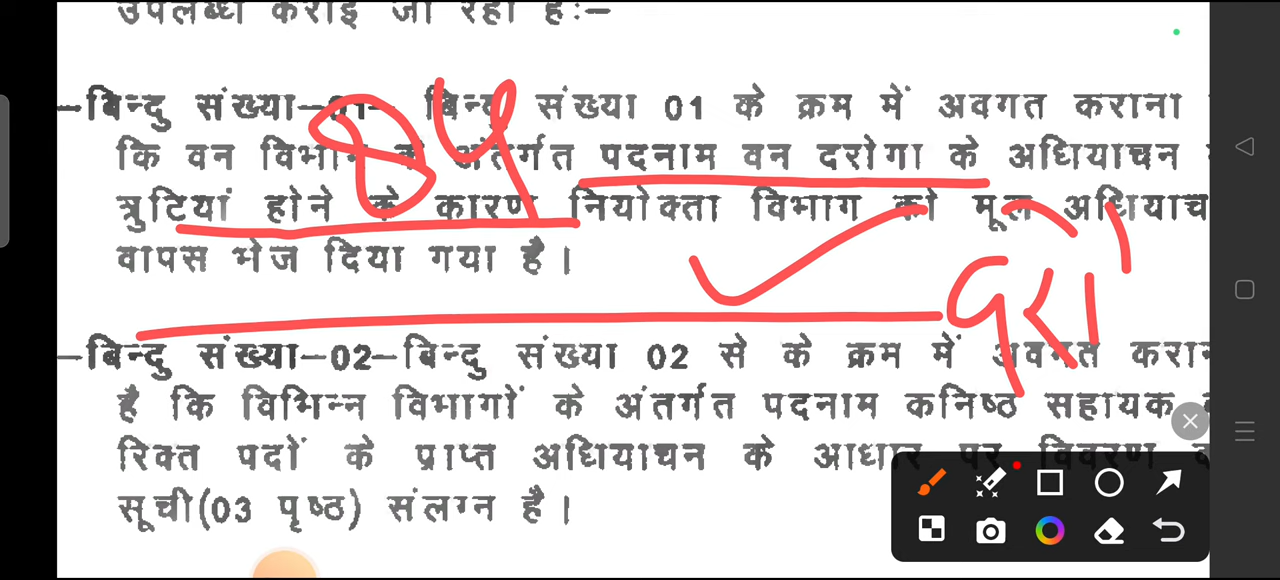 उपलब्ध कराई जा रही हैः–
–बिन्दु संख्या–01– बिन्दु संख्या 01 के क्रम में अवगत कराना
कि वन विभाग के अंतर्गत पदनाम वन दरोगा के अधियाचन
त्रुटियां होने के कारण नियोक्ता विभाग को मूल अधियाच
वापस भेज दिया गया है।
–बिन्दु संख्या–02–बिन्दु संख्या 02 से के क्रम में अवगत करान
है कि विभिन्न विभागों के अंतर्गत पदनाम कनिष्ठ सहायक
रिक्त पदों के प्राप्त अधियाचन के आधार पर विवरण
सूची(03 पृष्ठ) संलग्न है।